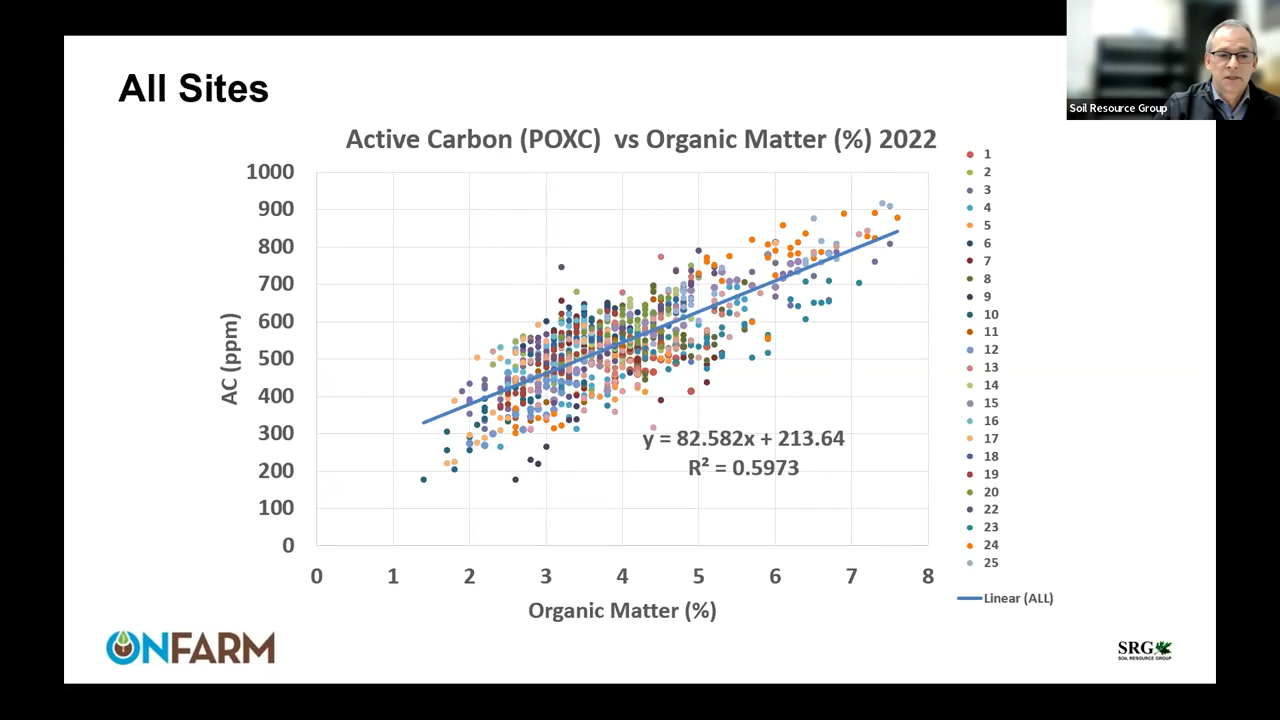 All Sites
Soil Resource Group
Active Carbon (POXC) vs Organic Matter (%) 2022
1000
900
800
700
600
500
400
300
200
100
0
AC (ppm)
y = 82.582x + 213.64
R² = 0.5973
0 1 2 3 4 5 6 7 8
Organic Matter (%)
1
2
3
4
5
6
7
8
9
10
11
12
13
14
15
16
17
18
19
20
22
23
24
25
Linear (ALL)
ONFARM
SRG
SOIL RESOURCE GROUP